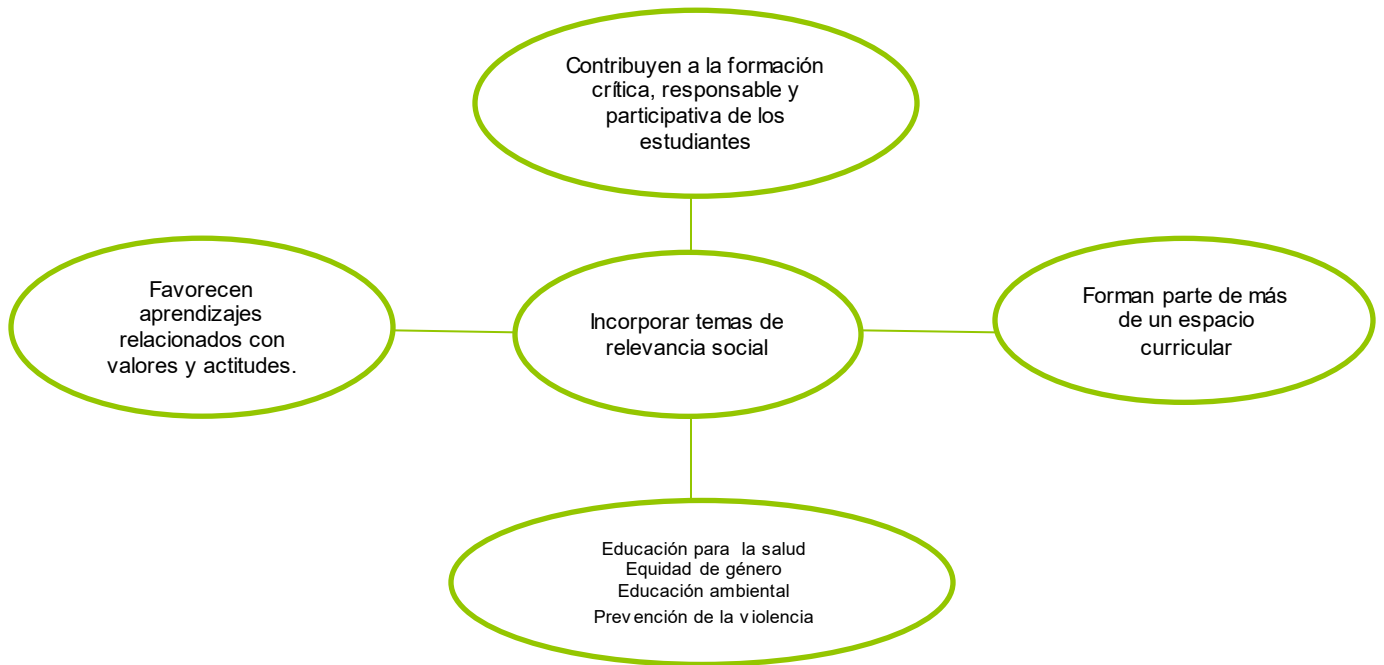 Contribuyen a la formación
crítica, responsable y
participativa de los
estudiantes
Favorecen
aprendizajes
relacionados con
valores y actitudes.
Incorporar temas de
relevancia social
Forman parte de más
de un espacio
curricular
Educación para la salud
Equidad de género
Educación ambiental
Prevención de la violencia